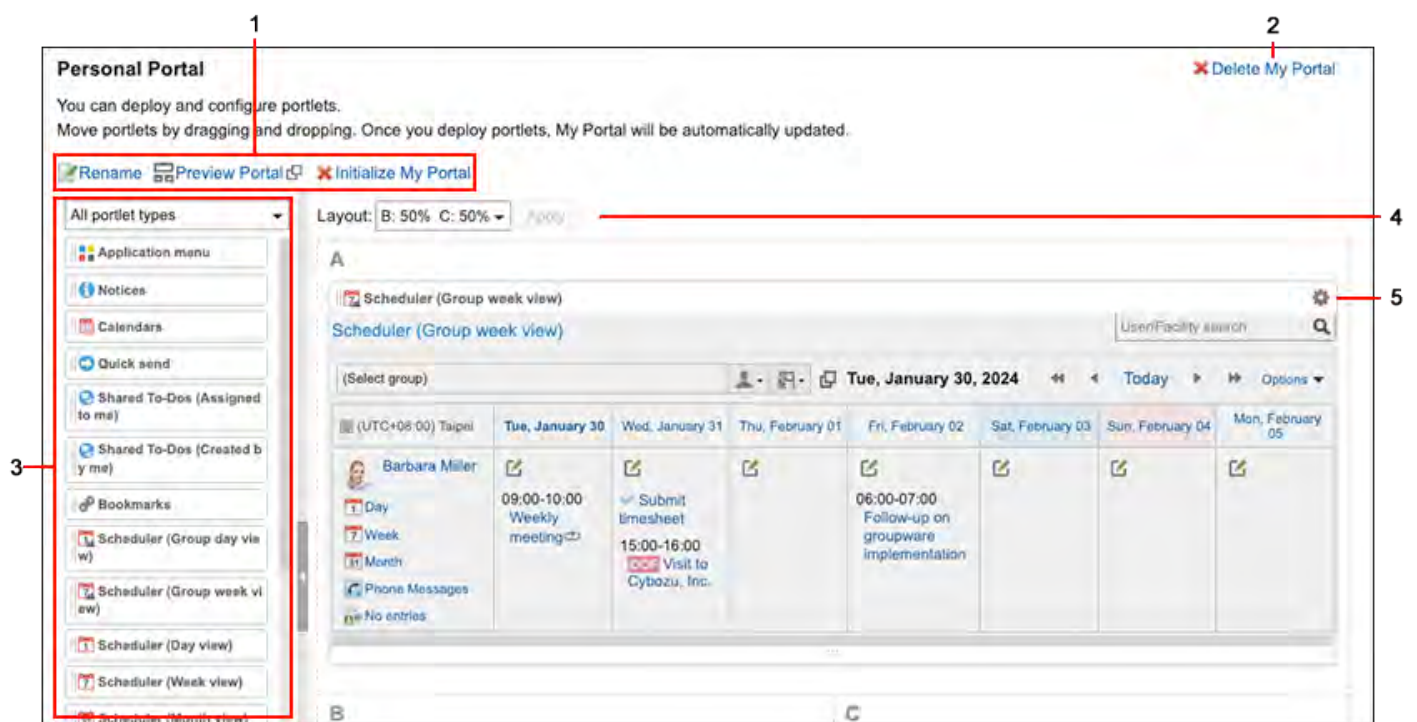 1
2
Personal Portal
Delete My Portal
You can deploy and configure portlets.
Move portlets by dragging and dropping. Once you deploy portlets, My Portal will be automatically updated.
Rename Preview Portal Initialize My Portal
All portlet types
Layout: B: 50% C: 50% Apply
4
Application menu
A
Notices
Scheduler (Group week view)
5
Calendars
Scheduler (Group week view)
User/Facility search
Quick send
(Select group)
Tue, January 30, 2024 Today Options
Shared To-Dos (Assigned
to me)
(UTC+08:00) Taipei Tue, January 30 Wed, January 31 Thu, February 01 Fri, February 02 Sat, February 03 Sun, February 04 Mon, February
05
Shared To-Dos (Created b
y me)
3
Barbara Miller
Day
Week
Month
Phone Messages
No entries
09:00-10:00
Weekly
meeting
Submit
timesheet
15:00-16:00
Visit to
Cybozu, Inc.
06:00-07:00
Follow-up on
groupware
implementation
Bookmarks
Scheduler (Group day vie
w)
Scheduler (Group week vi
ew)
Scheduler (Day view)
Scheduler (Week view)
Scheduler (Month view)
B
C